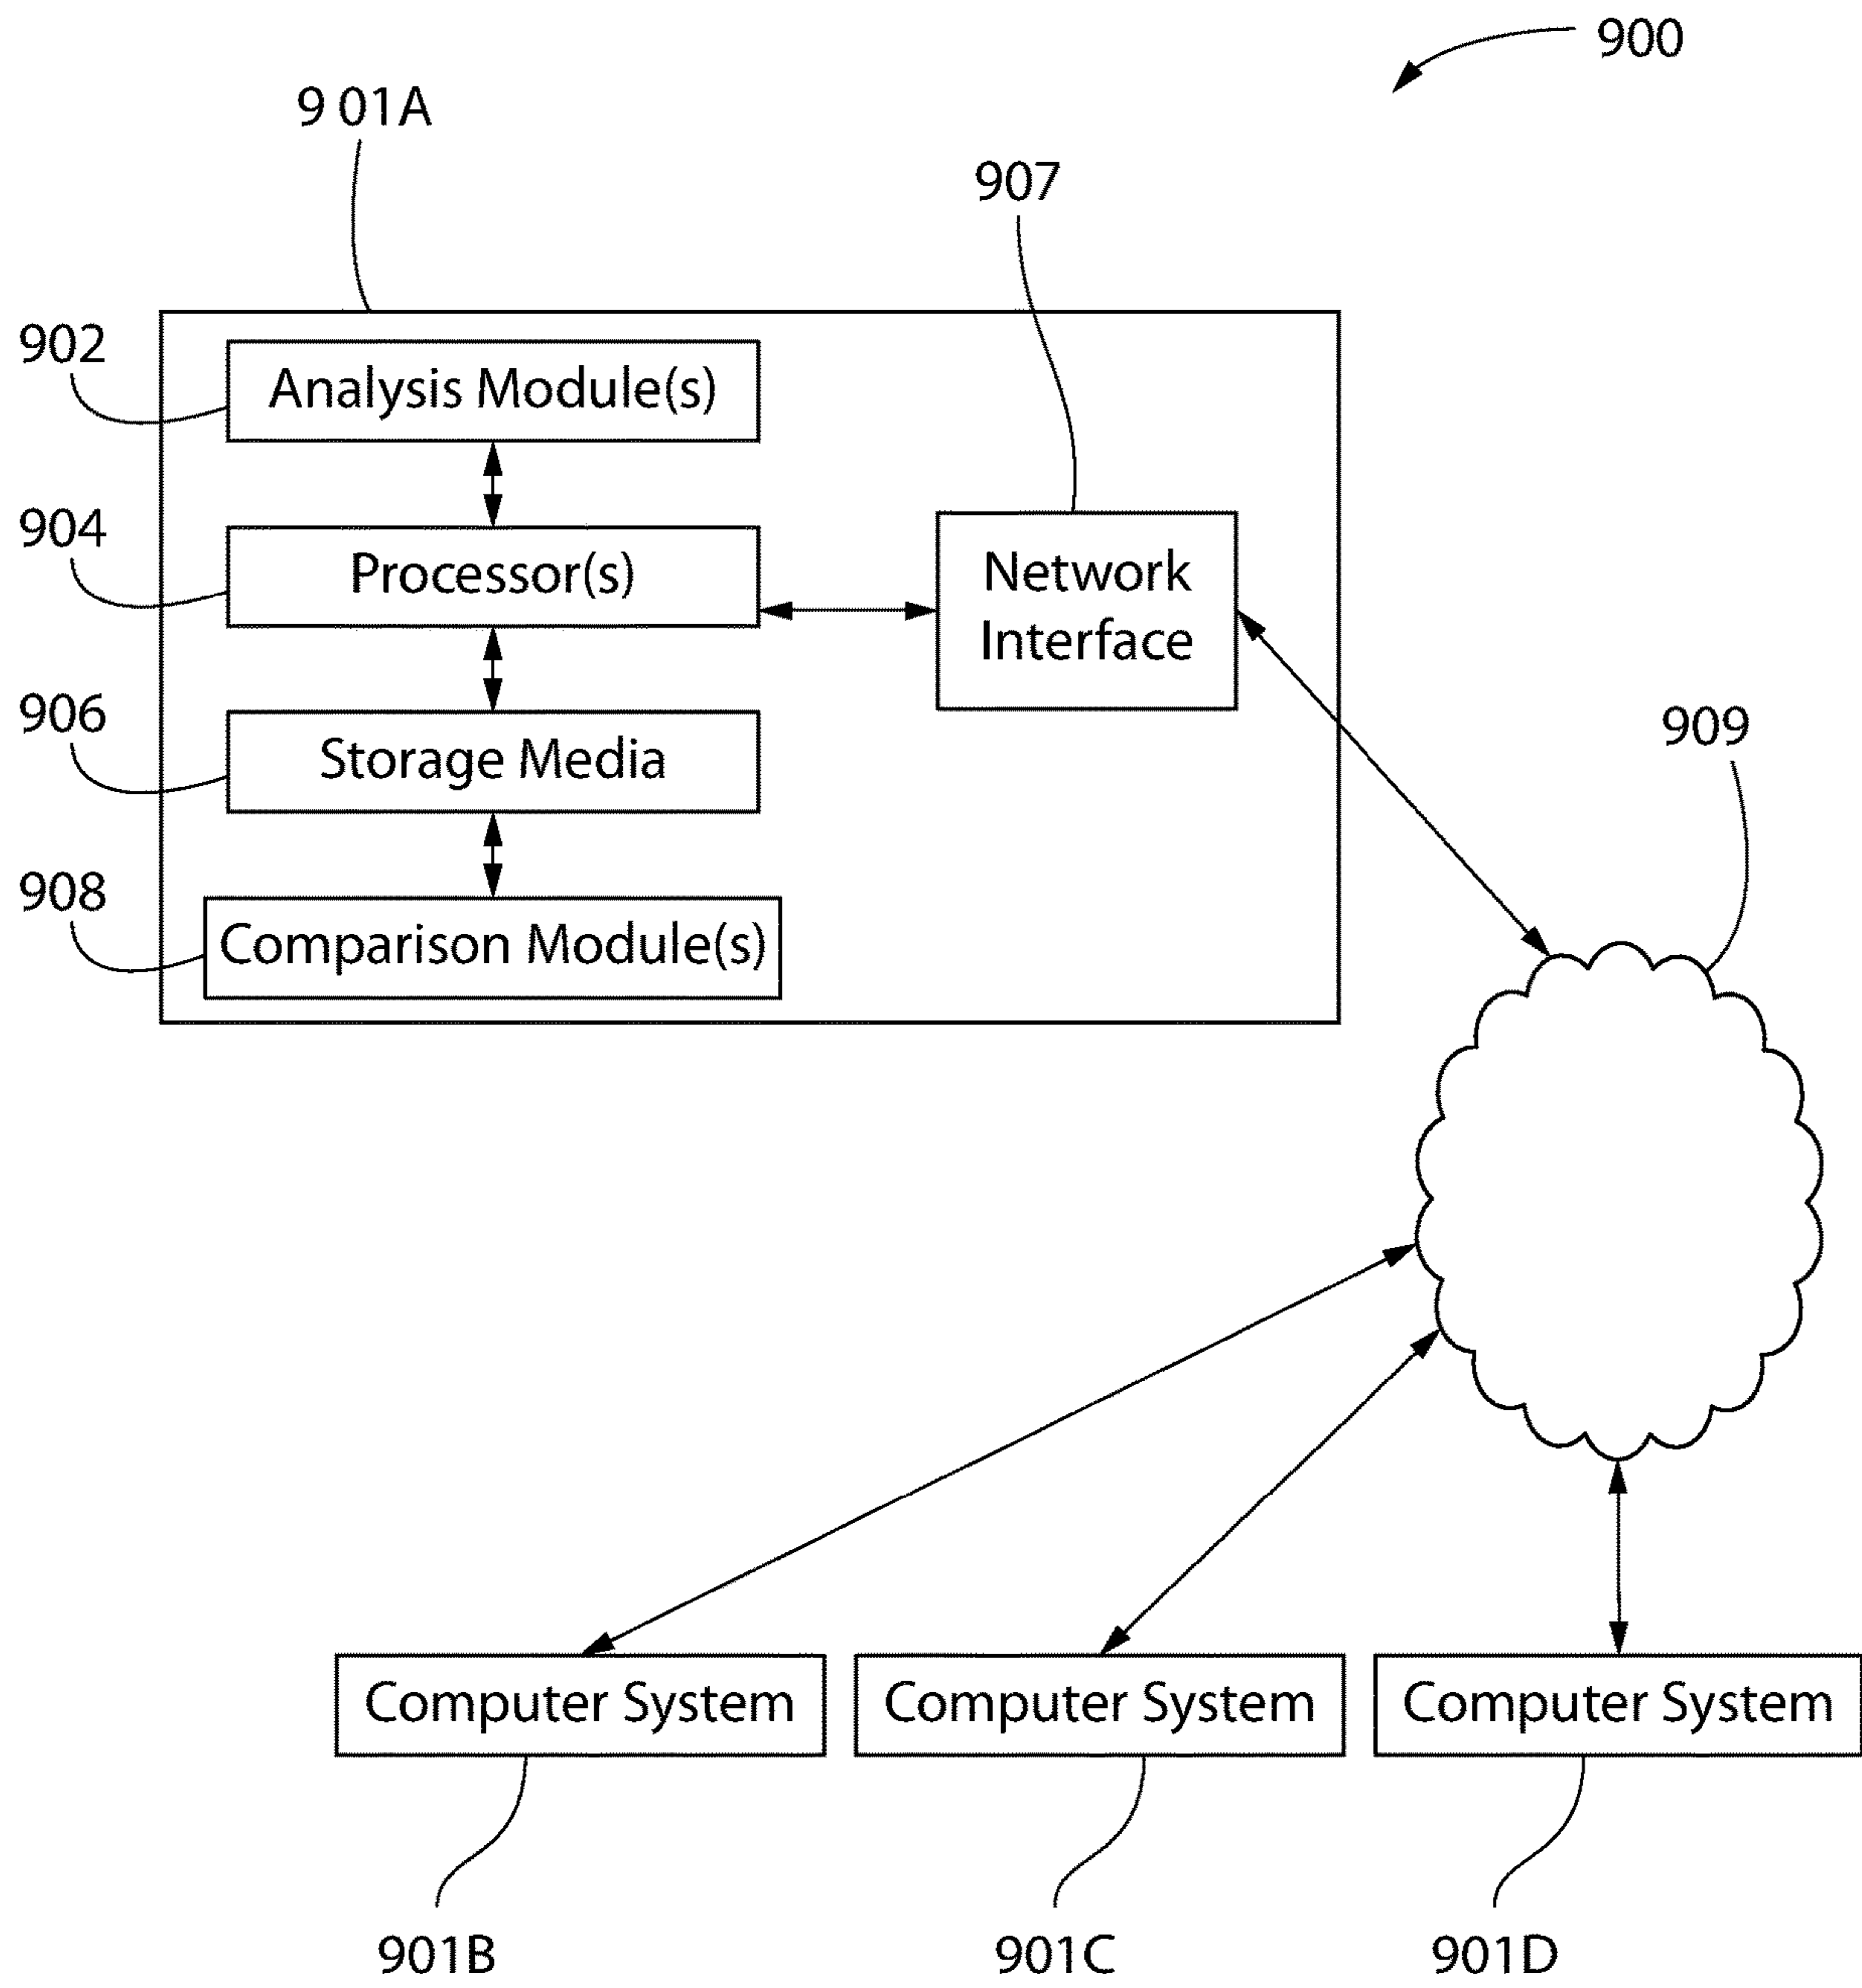 900
9 01A
907
902
Analysis Module(s)
904
Processor(s)
Network
Interface
906
Storage Media
909
908
Comparison Module(s)
Computer System
Computer System
Computer System
901B
901C
901D